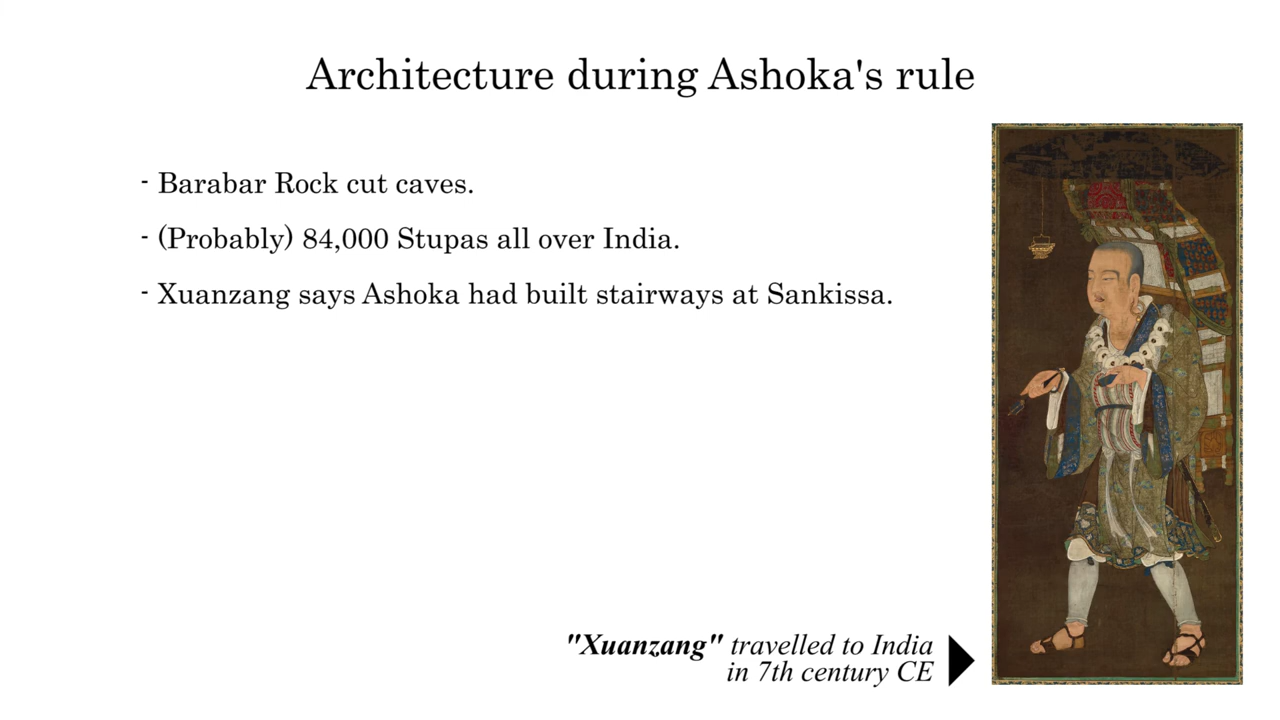 Architecture during Ashoka's rule
- Barabar Rock cut caves.
- (Probably) 84,000 Stupas all over India.
- Xuanzang says Ashoka had built stairways at Sankissa.
"Xuanzang" travelled to India
in 7th century CE